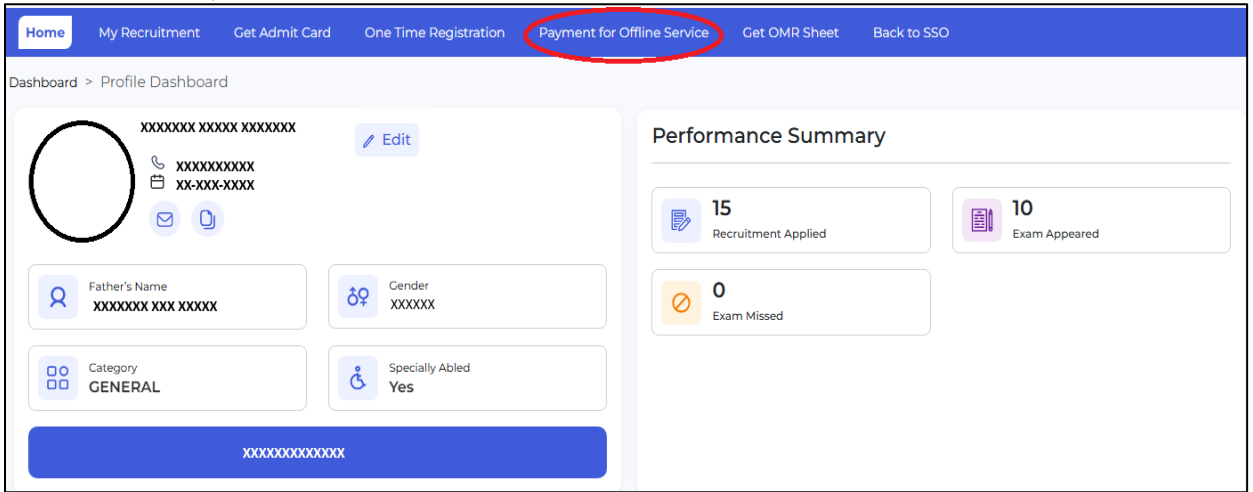 Home My Recruitment Get Admit Card One Time Registration Payment for Offline Service Get OMR Sheet Back to SSO
Dashboard > Profile Dashboard
XXXXXXX XXXXX XXXXXXX
Edit
XXXXXXXXXX
XX-XXX-XXXX
Father's Name
XXXXXXX XXX XXXXX
Gender
XXXXXX
Category
GENERAL
Specially Abled
Yes
XXXXXXXXXXXXX
Performance Summary
15
Recruitment Applied
10
Exam Appeared
0
Exam Missed